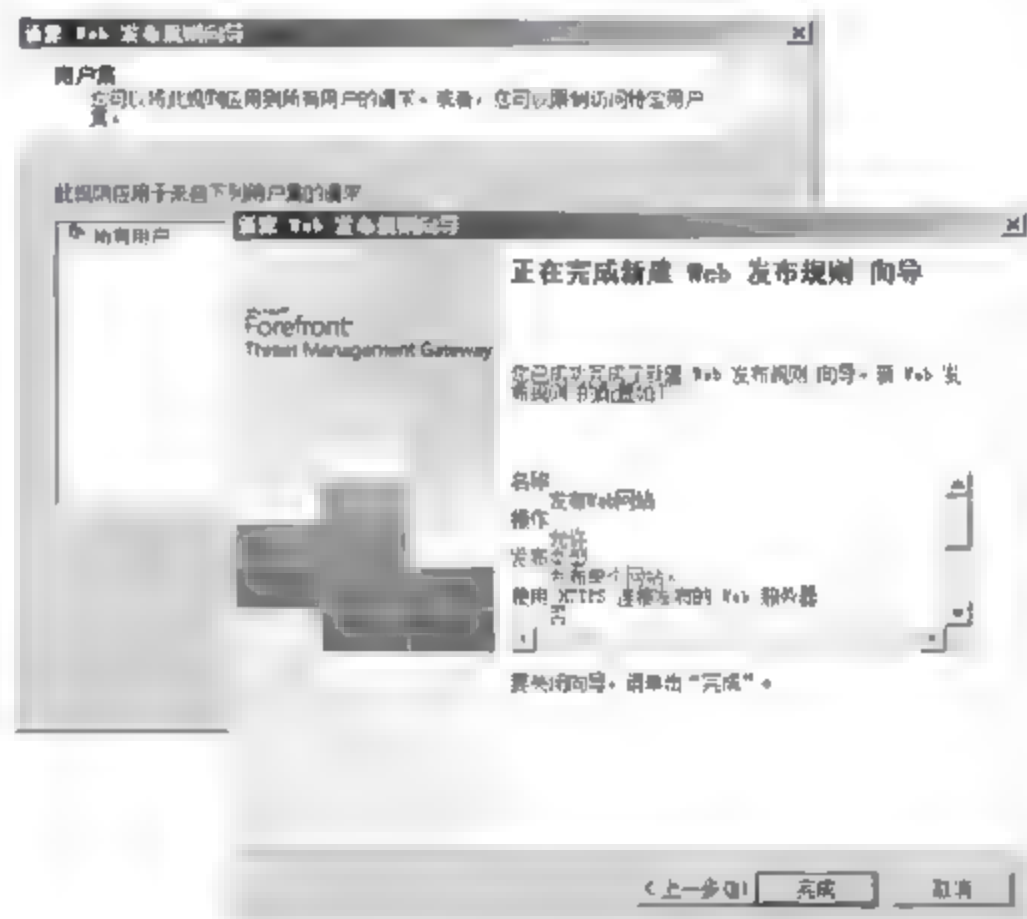 新建 Web 发布规则向导
用户集
您可以将此规则应用到所有用户的请求。或者，您可以限制访问特定用户
集。
此规则应用于来自下列用户集的请求
所有用户
新建 Web 发布规则向导
正在完成新建 Web 发布规则 向导
Forefront
Threat Management Gateway
您已成功完成了新建 Web 发布规则 向导。新 Web 发
布规则 的配置如
名称
发布Web网站
操作
允许
发布类型
发布单个网站。
使用 HTTPS 连接发布的 Web 服务器
否
要关闭向导，请单击“完成”。
< 上一步(B)
完成
取消